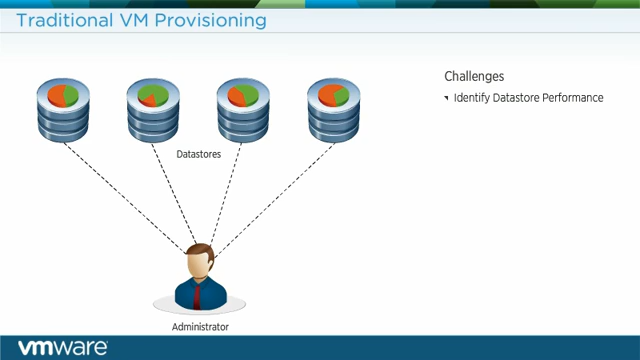 Traditional VM Provisioning
Challenges
Identify Datastore Performance
Datastores
Administrator
vmware